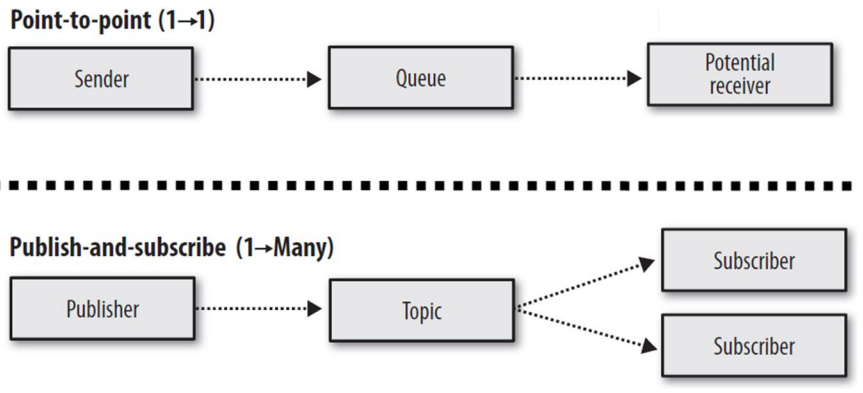 Point-to-point (1→1)
Sender
Queue
Potential
receiver
Publish-and-subscribe (1→Many)
Publisher
Topic
Subscriber
Subscriber